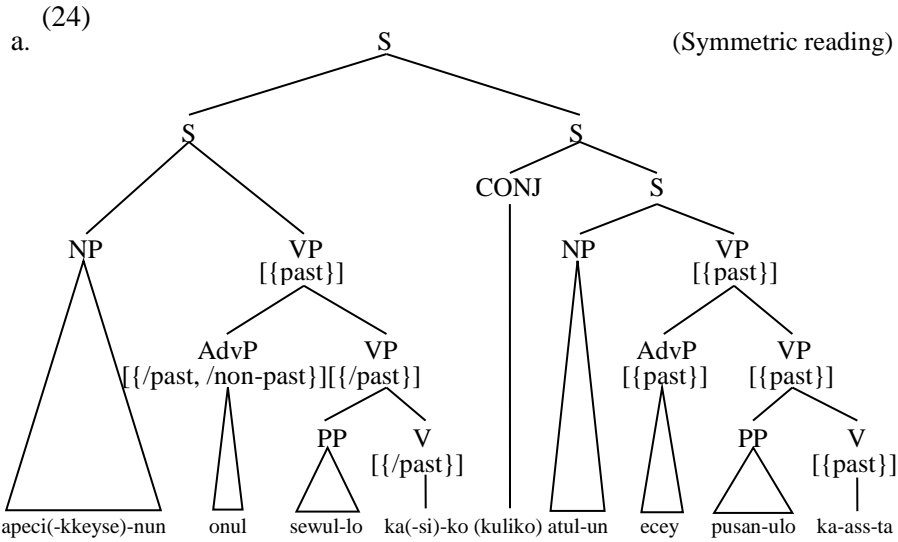 (24)
a. S (Symmetric reading)
S S
CONJ S
NP VP NP VP
[{past}] [{past}]
AdvP VP AdvP VP
[{/past, /non-past}][{/past}] [{past}] [{past}]
PP V PP V
[{/past}] [{past}]
apeci(-kkeyse)-nun onul sewul-lo ka(-si)-ko (kuliko) atul-un ecey pusan-ulo ka-ass-ta